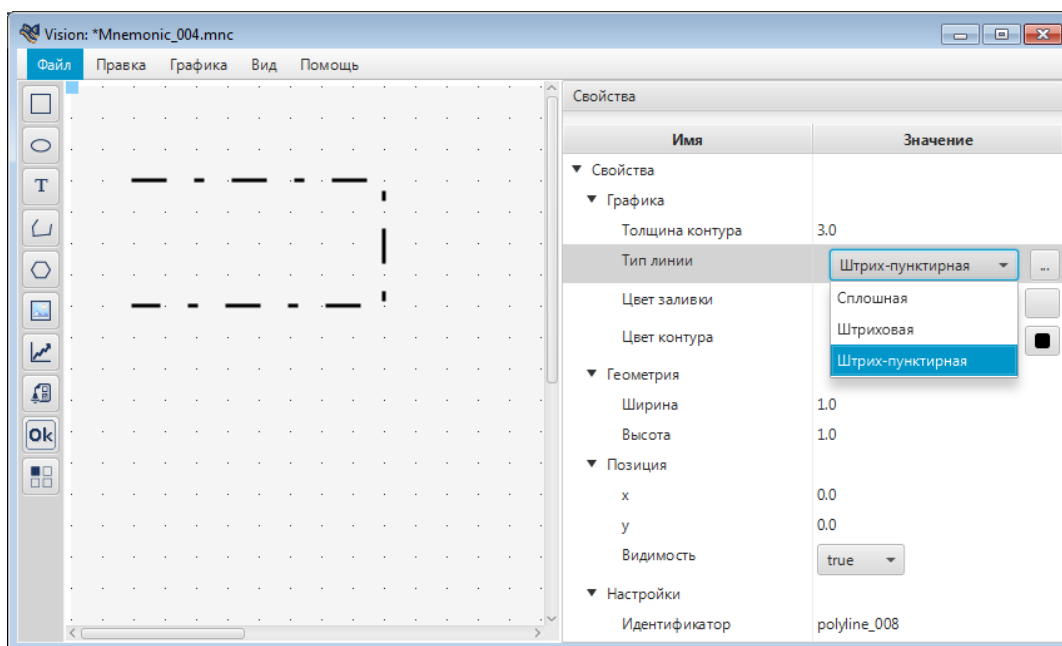 Vision: *Mnemonic_004.mnc
Файл Правка Графика Вид Помощь
T
Ok
Свойства
Имя Значение
Свойства
Графика
Толщина контура 3.0
Тип линии Штрих-пунктирная ...
Цвет заливки Сплошная
Штриховая
Цвет контура
Штрих-пунктирная
Геометрия
Ширина 1.0
Высота 1.0
Позиция
x 0.0
y 0.0
Видимость true
Настройки
Идентификатор polyline_008